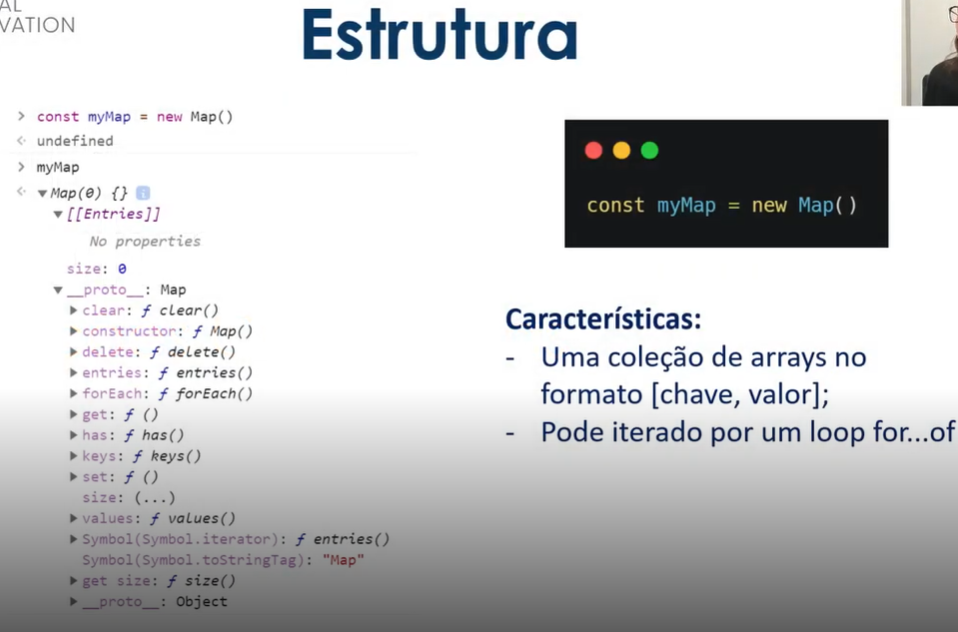 VATION
Estrutura
> const myMap = new Map()
<· undefined
> myMap
<· ▼Map(0) {} i
▼[[Entries]]
No properties
size: 0
▼__proto__: Map
▶clear: ƒ clear()
▶constructor: ƒ Map()
▶delete: ƒ delete()
▶entries: ƒ entries()
▶forEach: ƒ forEach()
▶get: ƒ ()
▶has: ƒ has()
▶keys: ƒ keys()
▶set: ƒ ()
size: (...)
▶values: ƒ values()
▶Symbol(Symbol.iterator): ƒ entries()
Symbol(Symbol.toStringTag): "Map"
▶get size: ƒ size()
▶__proto__: Object
const myMap = new Map()
Características:
- Uma coleção de arrays no
formato [chave, valor];
- Pode iterado por um loop for...of